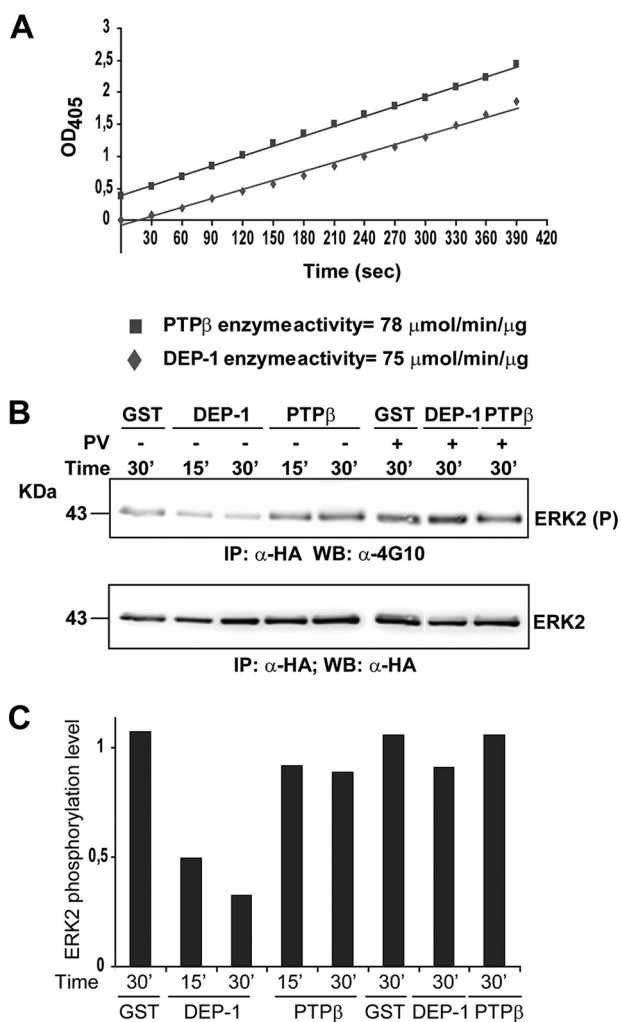 A
3
2,5
2
1,5
1
0,5
0
OD405
30 60 90 120 150 180 210 240 270 300 330 360 390 420
Time (sec)
PTPβ enzymeactivity= 78 μmol/min/μg
DEP-1 enzymeactivity= 75 μmol/min/μg
B
GST DEP-1 PTPβ GST DEP-1 PTPβ
PV - - - - - + + +
Time 30' 15' 30' 15' 30' 30' 30' 30'
KDa
43 ERK2 (P)
IP: α-HA WB: α-4G10
43 ERK2
IP: α-HA; WB: α-HA
C
ERK2 phosphorylation level
1
0,5
0
Time 30' 15' 30' 15' 30' 30' 30' 30'
GST DEP-1 PTPβ GST DEP-1 PTPβ